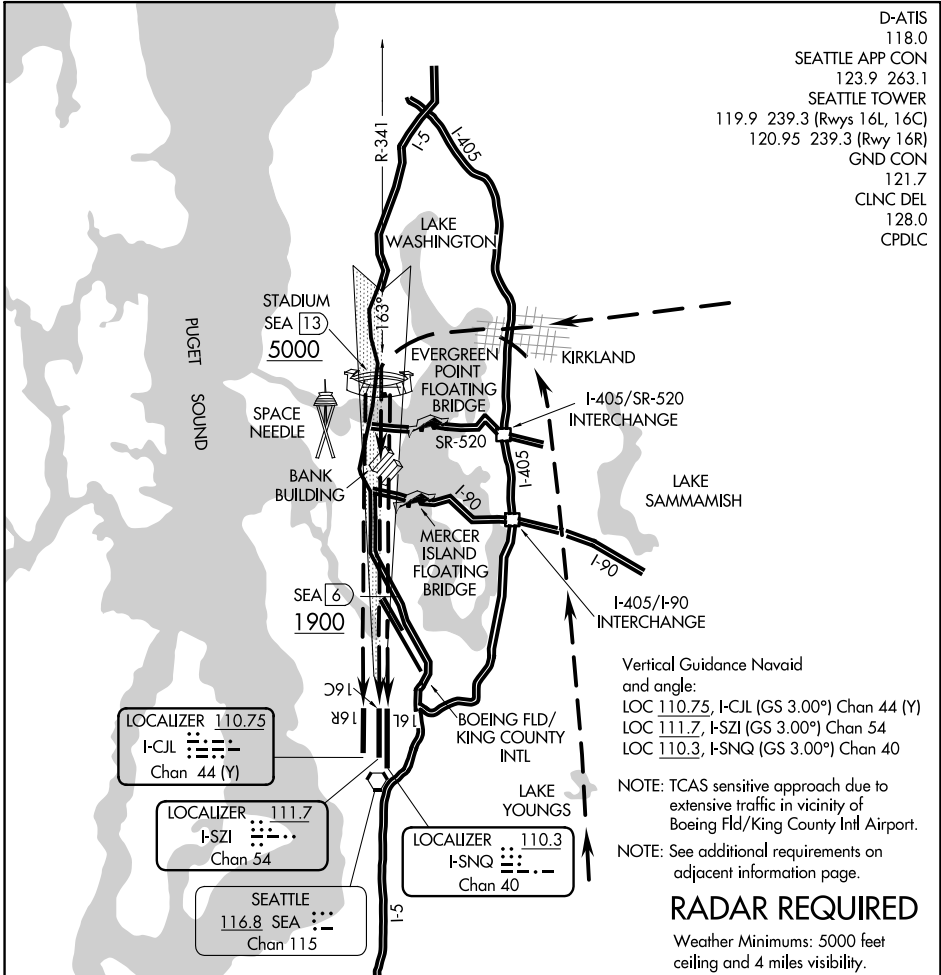 D-ATIS
118.0
SEATTLE APP CON
123.9 263.1
SEATTLE TOWER
119.9 239.3 (Rwys 16L, 16C)
120.95 239.3 (Rwy 16R)
GND CON
121.7
CLNC DEL
128.0
CPDLC
R-341
I-5
I-405
LAKE
WASHINGTON
163°
STADIUM
SEA 13
5000
PUGET SOUND
KIRKLAND
EVERGREEN
POINT
FLOATING
BRIDGE
SPACE
NEEDLE
I-405/SR-520
INTERCHANGE
SR-520
I-405
BANK
BUILDING
I-90
LAKE
SAMMAMISH
MERCER
ISLAND
FLOATING
BRIDGE
I-90
SEA 6
1900
I-405/I-90
INTERCHANGE
16C
16R
16L
BOEING FLD/
KING COUNTY
INTL
Vertical Guidance Navaid
and angle:
LOC 110.75, I-CJL (GS 3.00°) Chan 44 (Y)
LOC 111.7, I-SZI (GS 3.00°) Chan 54
LOC 110.3, I-SNQ (GS 3.00°) Chan 40
LOCALIZER 110.75
I-CJL
Chan 44 (Y)
LAKE
YOUNGS
NOTE: TCAS sensitive approach due to
extensive traffic in vicinity of
Boeing Fld/King County Intl Airport.
LOCALIZER 111.7
I-SZI
Chan 54
LOCALIZER 110.3
I-SNQ
Chan 40
NOTE: See additional requirements on
adjacent information page.
SEATTLE
116.8 SEA
Chan 115
I-5
RADAR REQUIRED
Weather Minimums: 5000 feet
ceiling and 4 miles visibility.